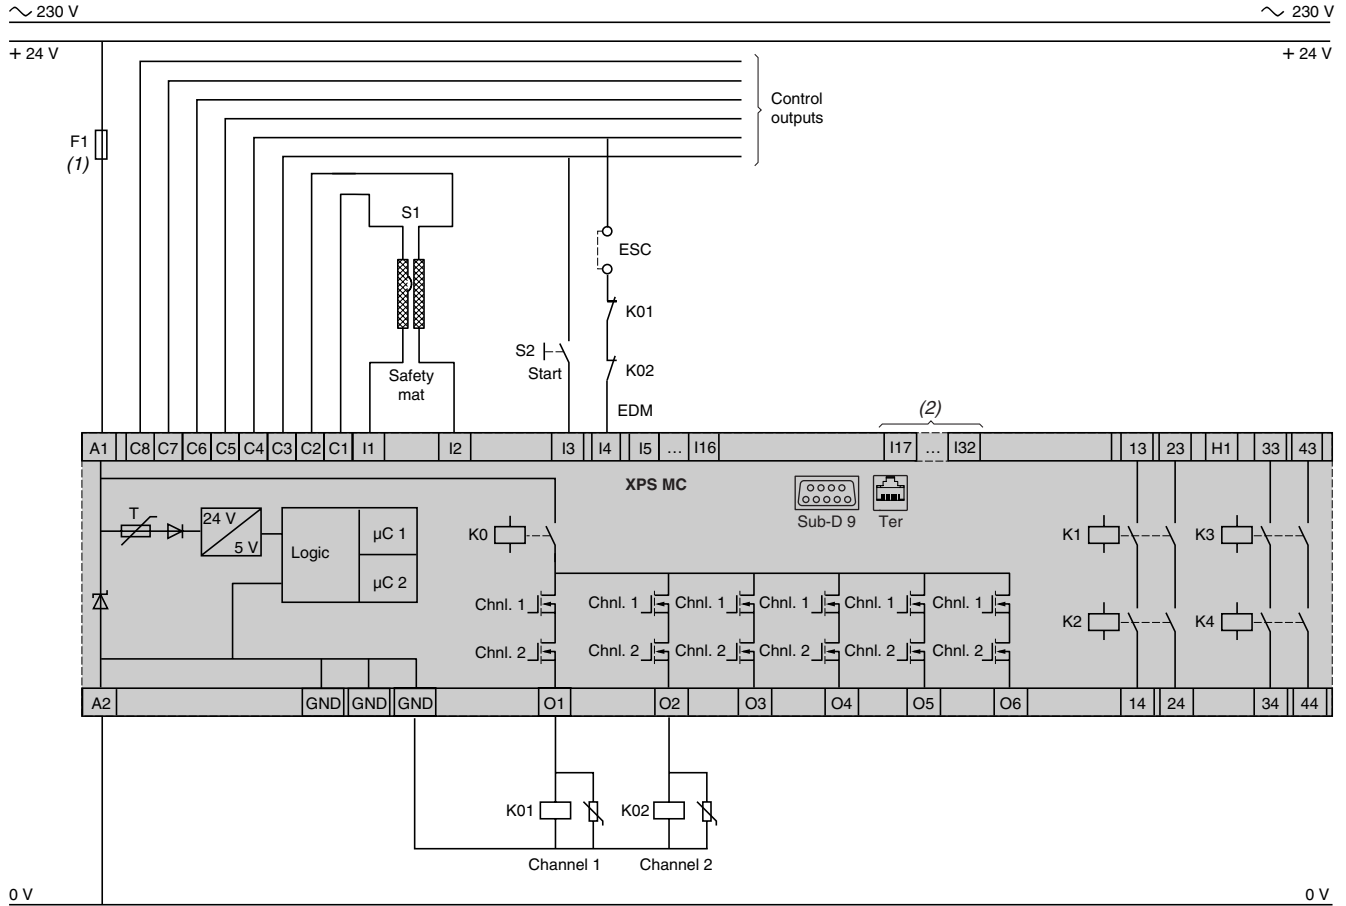 230 V
230 V
+ 24 V
+ 24 V
Control
outputs
F1
(1)
S1
ESC
K01
S2
Start
K02
Safety
mat
EDM
(2)
A1 C8 C7 C6 C5 C4 C3 C2 C1 I1 I2 I3 I4 I5 ... I16 I17 ... I32 13 23 H1 33 43
XPS MC
Sub-D 9
Ter
T
24 V
5 V
Logic
µC 1
µC 2
K0
K1
K3
Chnl. 1 Chnl. 1 Chnl. 1 Chnl. 1 Chnl. 1 Chnl. 1
K2
K4
Chnl. 2 Chnl. 2 Chnl. 2 Chnl. 2 Chnl. 2 Chnl. 2
A2 GND GND GND O1 O2 O3 O4 O5 O6 14 24 34 44
K01
K02
Channel 1
Channel 2
0 V
0 V